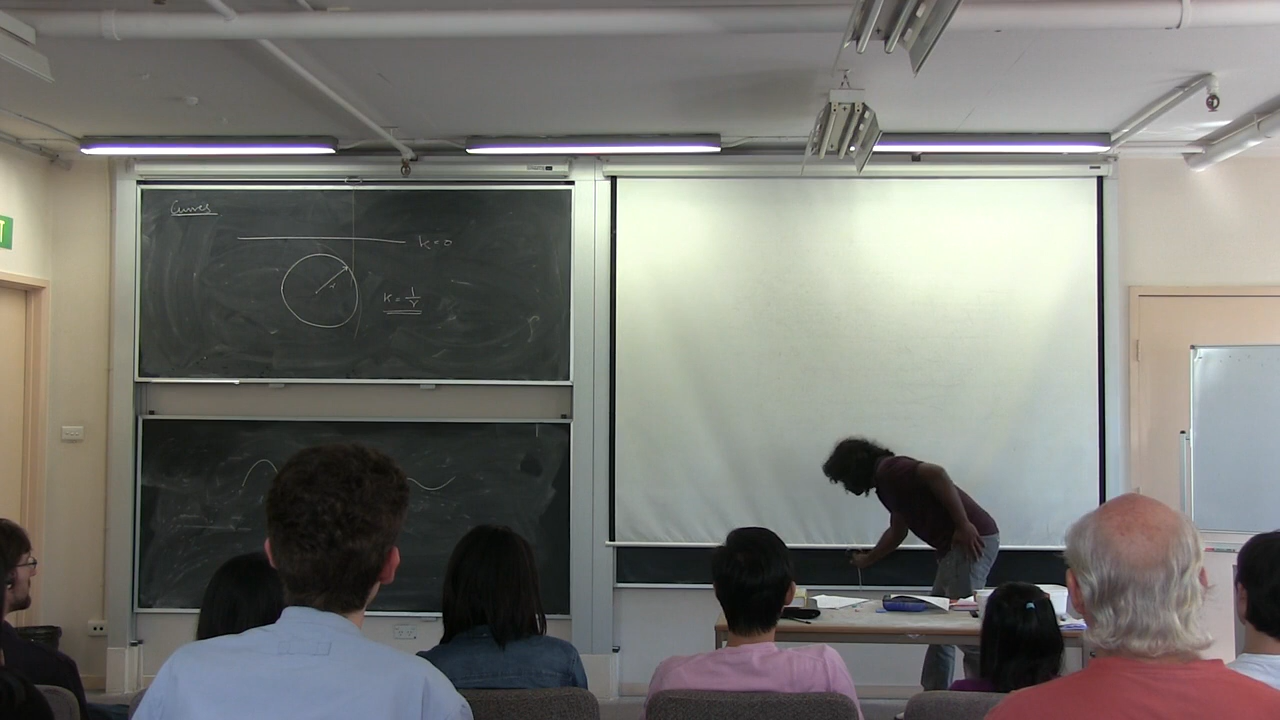 Curves
k=0
r
k = 1/r